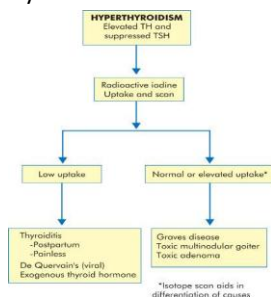 HYPERTHYROIDISM
Elevated TH and
suppressed TSH
Radioactive iodine
Uptake and scan
Low uptake
Normal or elevated uptake*
Thyroiditis
-Postpartum
-Painless
De Quervain's (viral)
Exogenous thyroid hormone
Graves disease
Toxic multinodular goiter
Toxic adenoma
*Isotope scan aids in
differentiation of causes